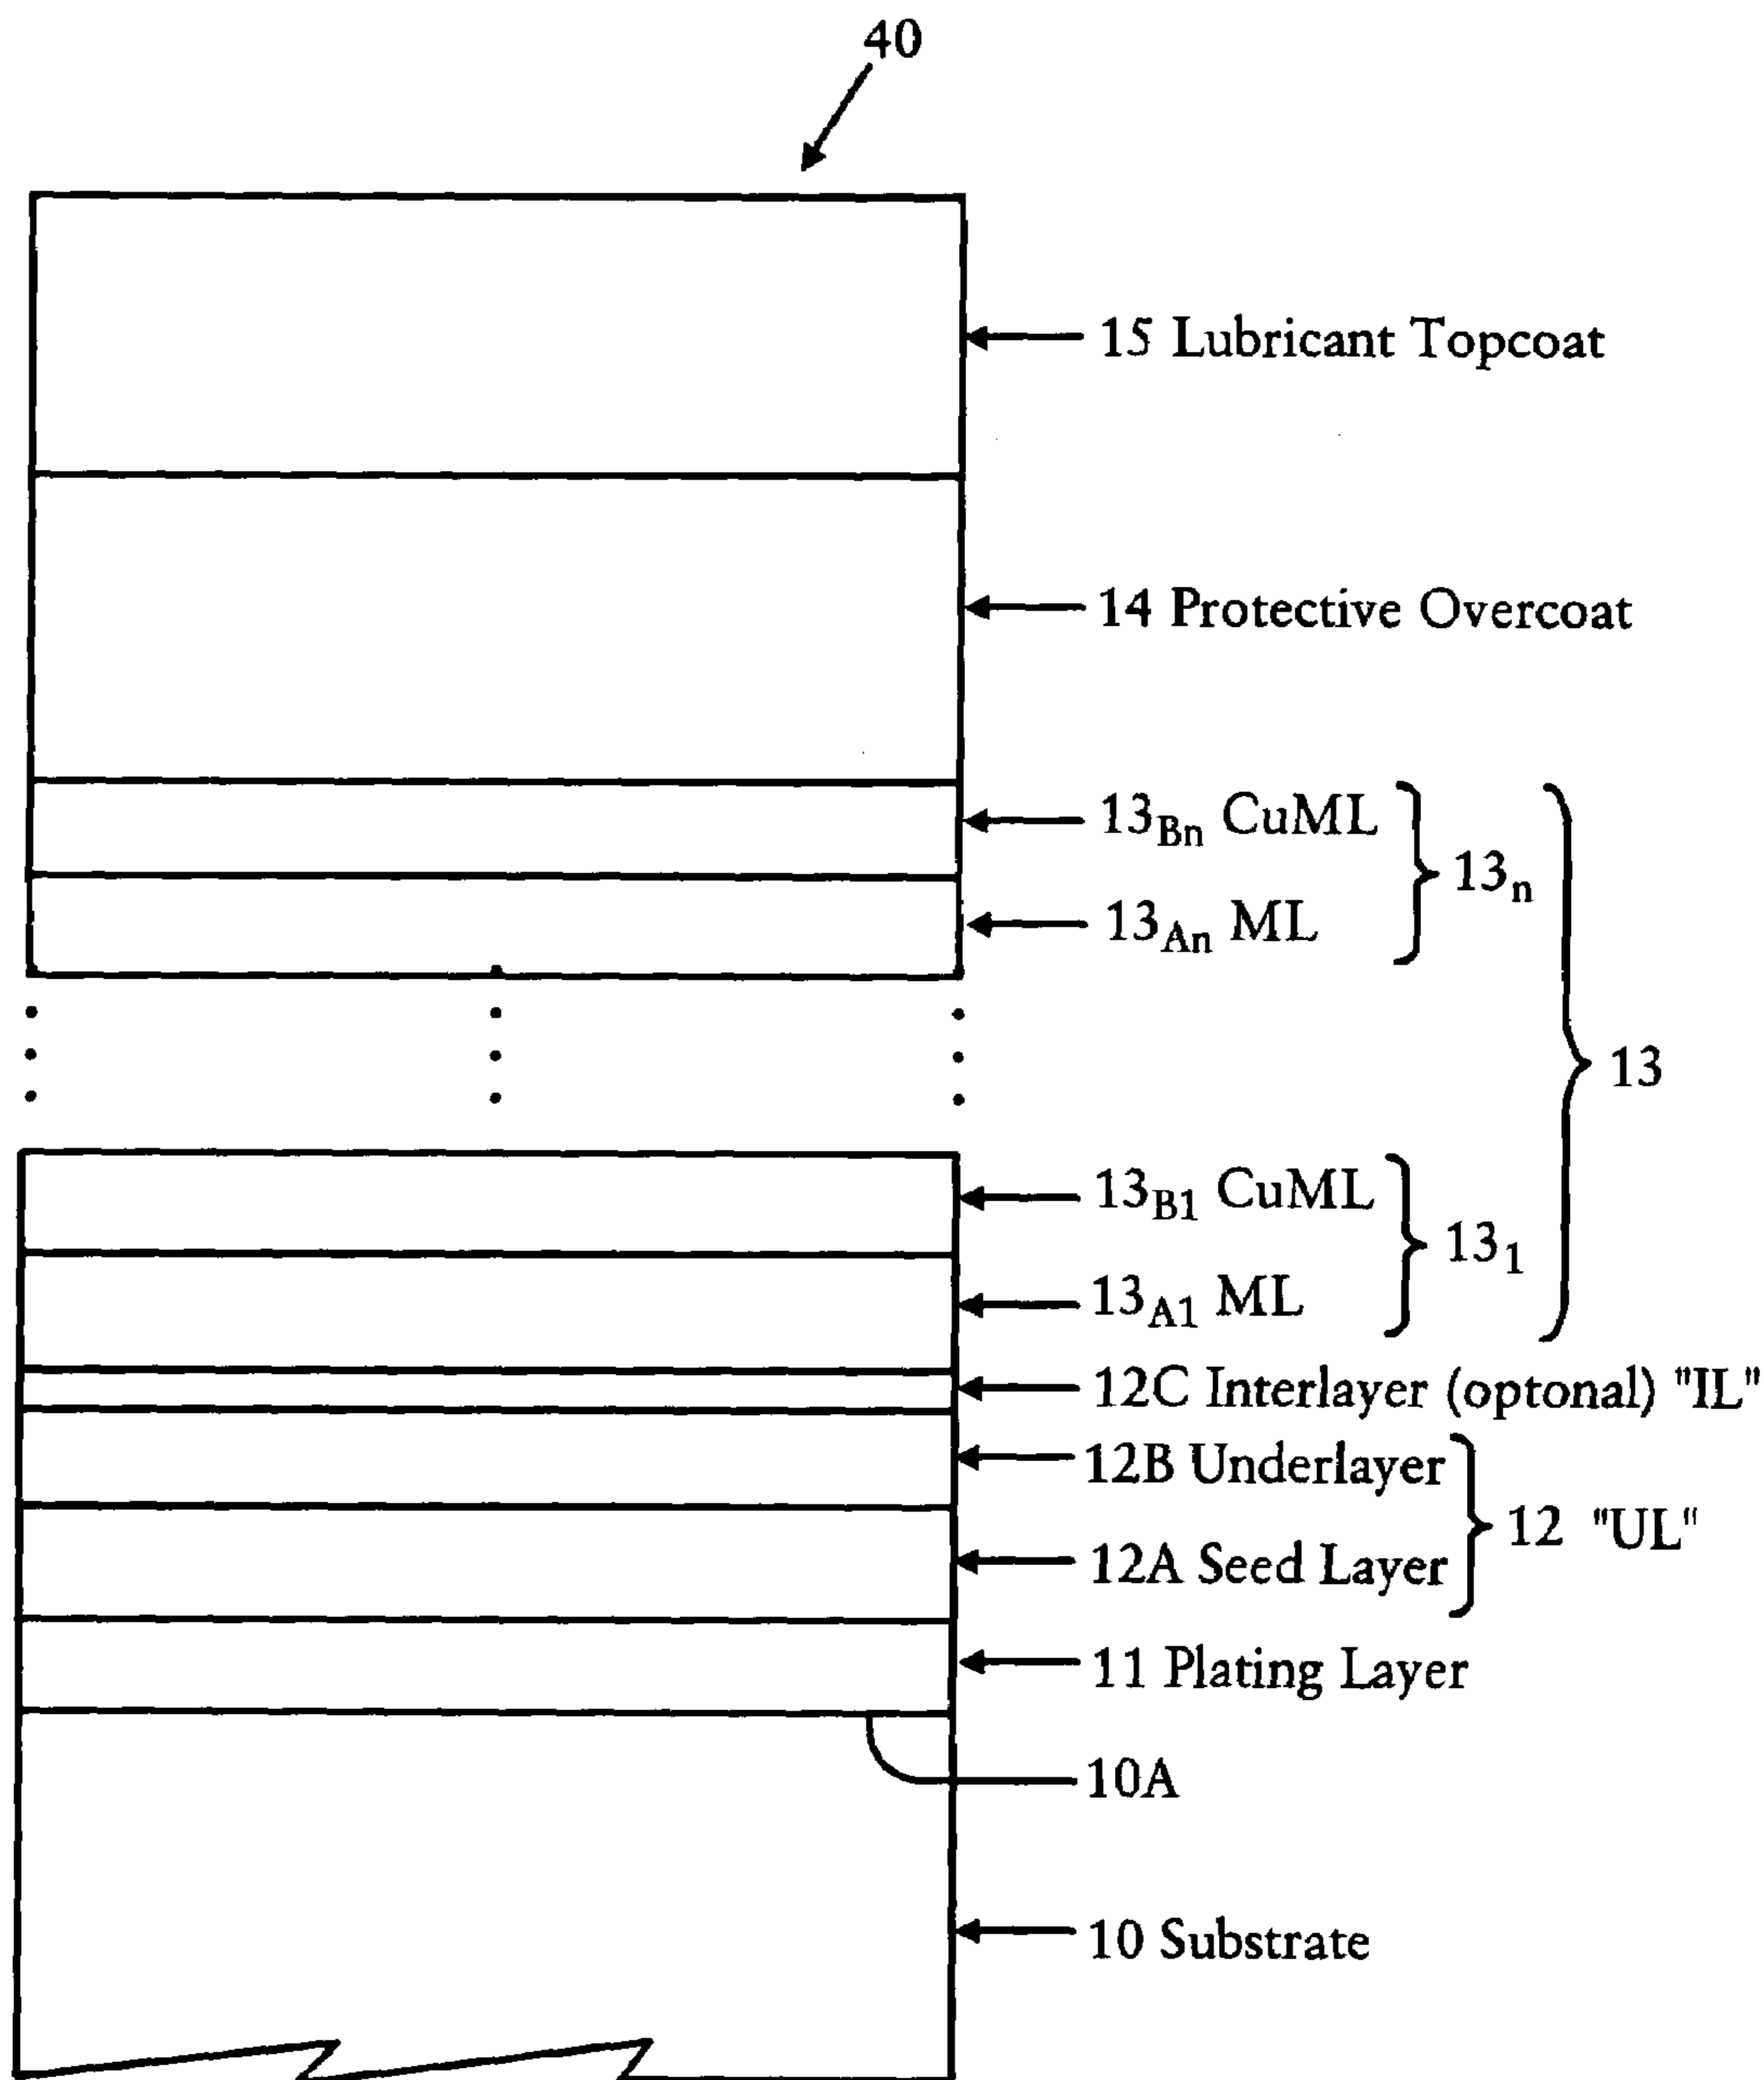 40
15 Lubricant Topcoat
14 Protective Overcoat
13Bn CuML
13n
13An ML
13
13B1 CuML
131
13A1 ML
12C Interlayer (optonal) "IL"
12B Underlayer
12 "UL"
12A Seed Layer
11 Plating Layer
10A
10 Substrate